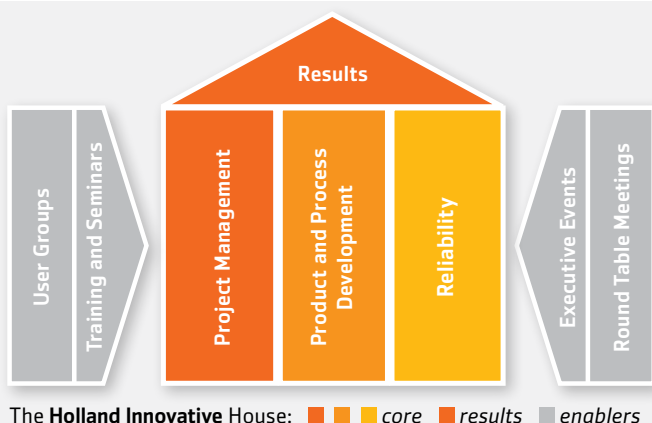 Results
User Groups
Training and Seminars
Project Management
Product and Process
Development
Reliability
Executive Events
Round Table Meetings
The Holland Innovative House: core results enablers